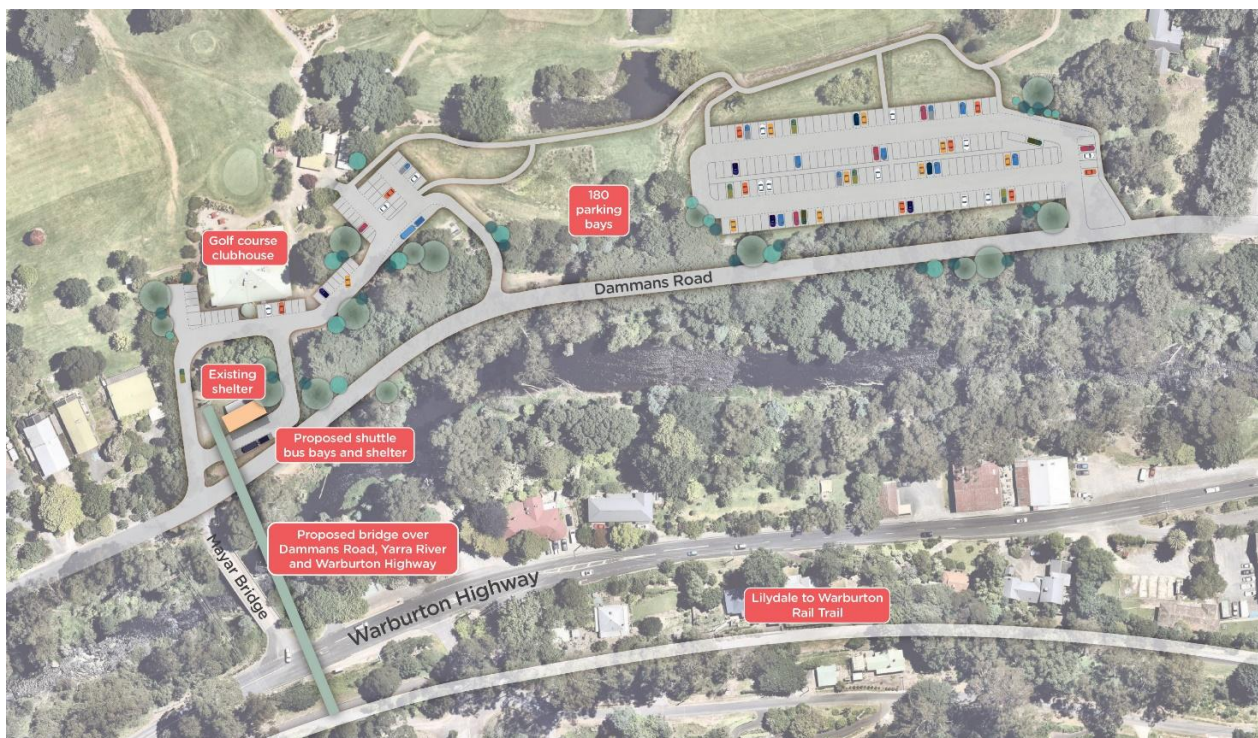 180
parking
bays
Golf course
clubhouse
Dammans Road
Existing
shelter
Proposed shuttle
bus bays and shelter
Proposed bridge over
Dammans Road, Yarra River
and Warburton Highway
Mayar Bridge
Warburton Highway
Lilydale to Warburton
Rail Trail